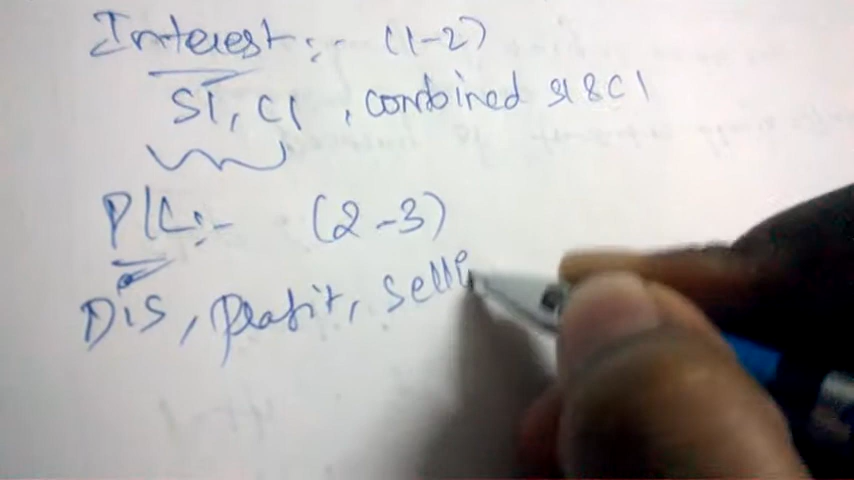 Interest:- (1-2)
SI, CI, combined SI & CI
P/L:- (2-3)
Dis, Profit, Selli